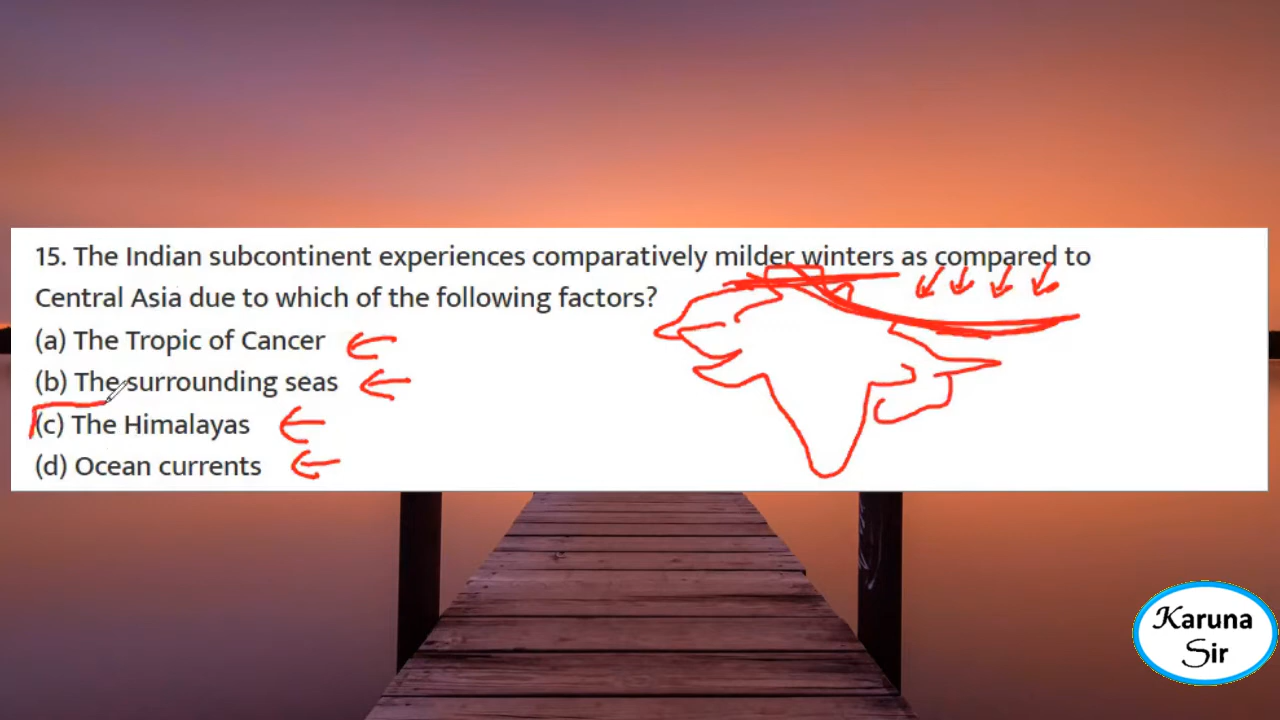 15. The Indian subcontinent experiences comparatively milder winters as compared to
Central Asia due to which of the following factors?
(a) The Tropic of Cancer
(b) The surrounding seas
(c) The Himalayas
(d) Ocean currents
Karuna
Sir